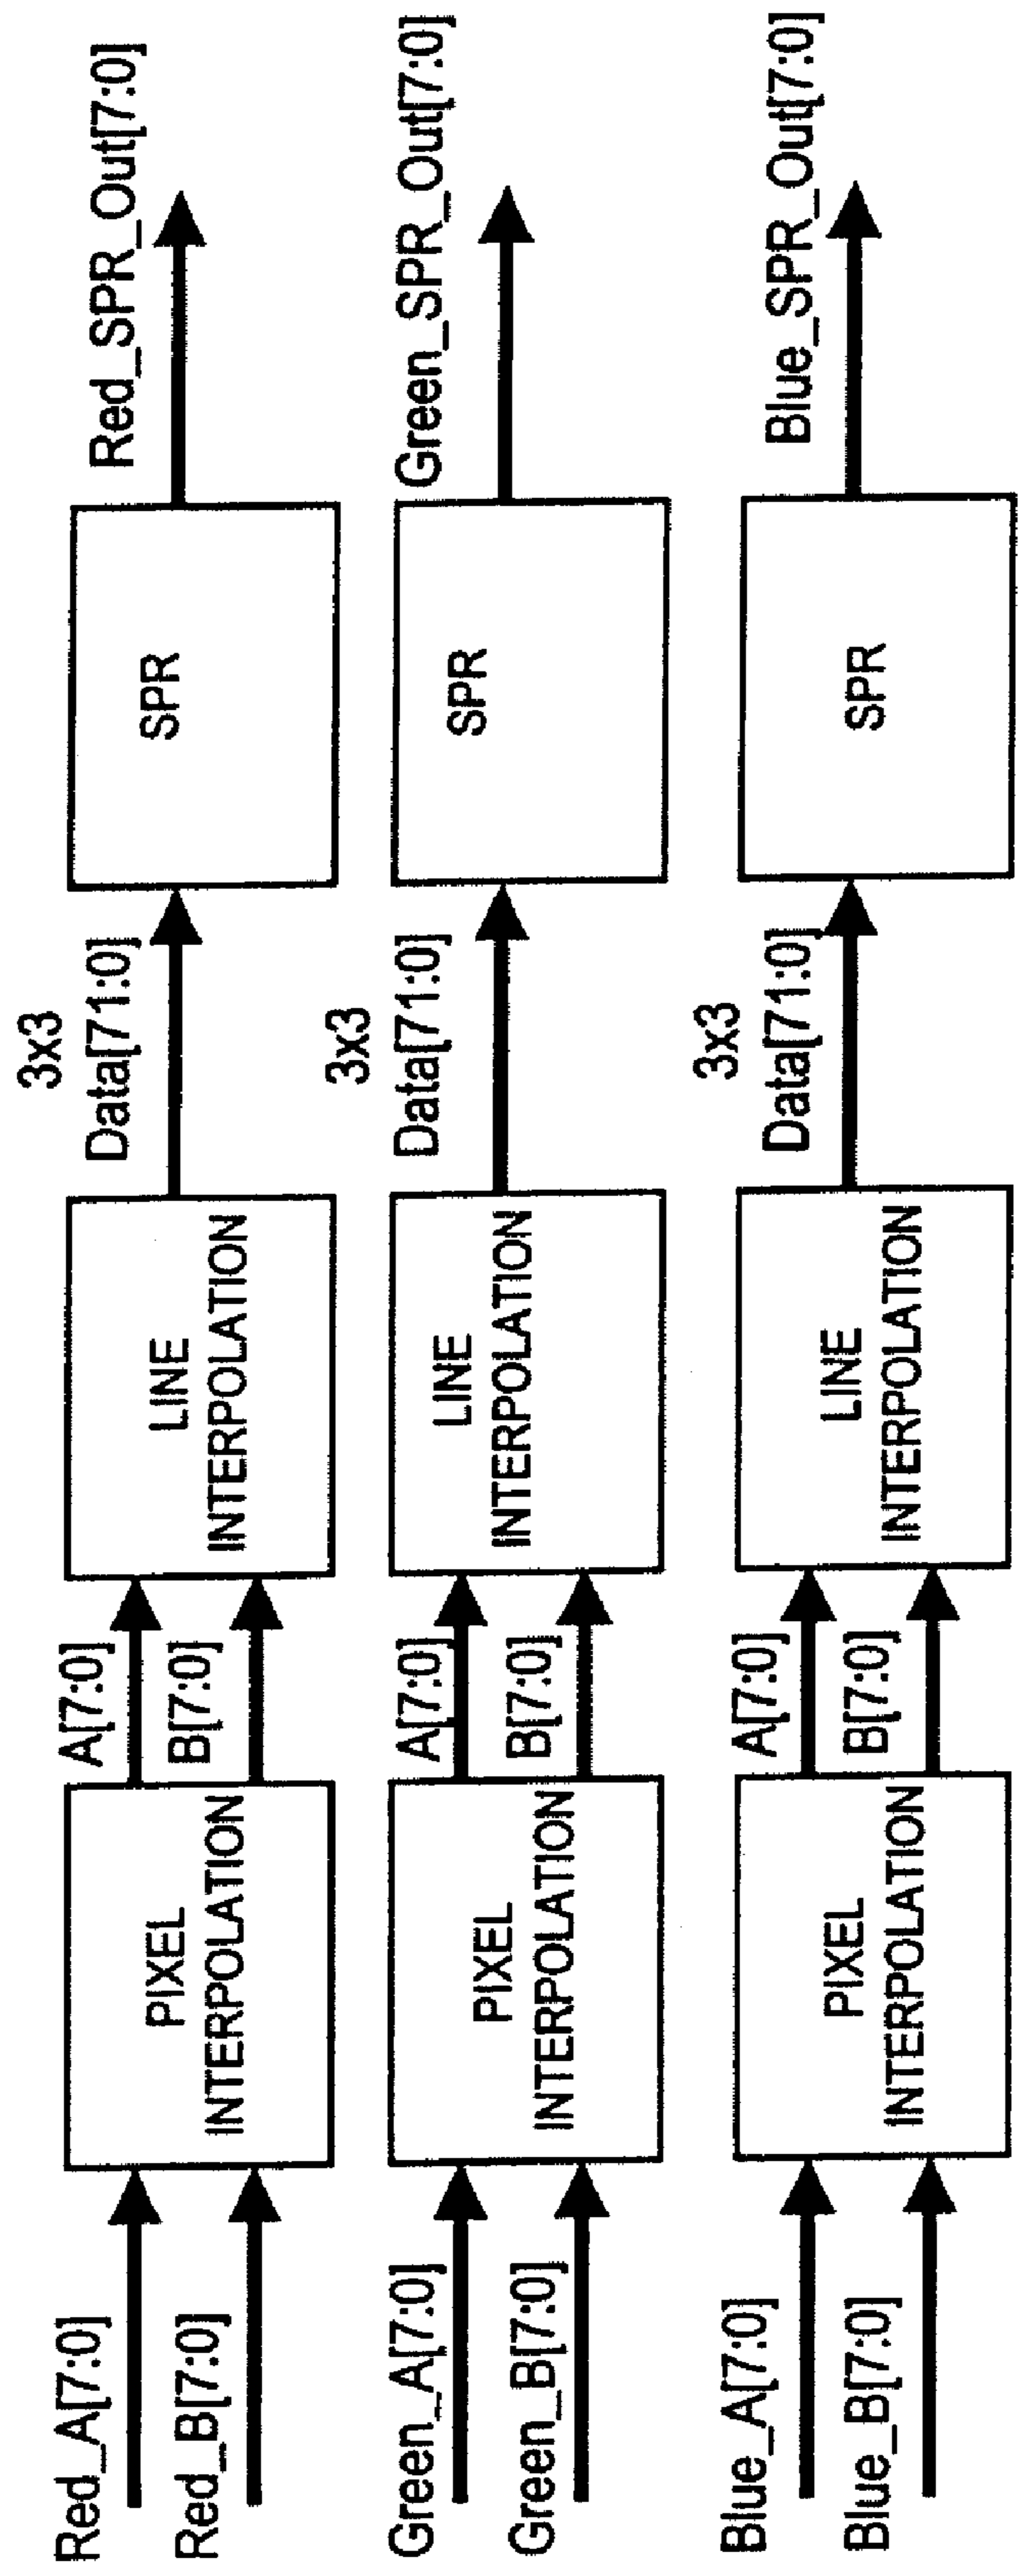 Red_A[7:0]
Red_B[7:0]
PIXEL
INTERPOLATION
A[7:0]
B[7:0]
LINE
INTERPOLATION
3x3
Data[71:0]
SPR
Red_SPR_Out[7:0]
Green_A[7:0]
Green_B[7:0]
PIXEL
INTERPOLATION
A[7:0]
B[7:0]
LINE
INTERPOLATION
3x3
Data[71:0]
SPR
Green_SPR_Out[7:0]
Blue_A[7:0]
Blue_B[7:0]
PIXEL
INTERPOLATION
A[7:0]
B[7:0]
LINE
INTERPOLATION
3x3
Data[71:0]
SPR
Blue_SPR_Out[7:0]